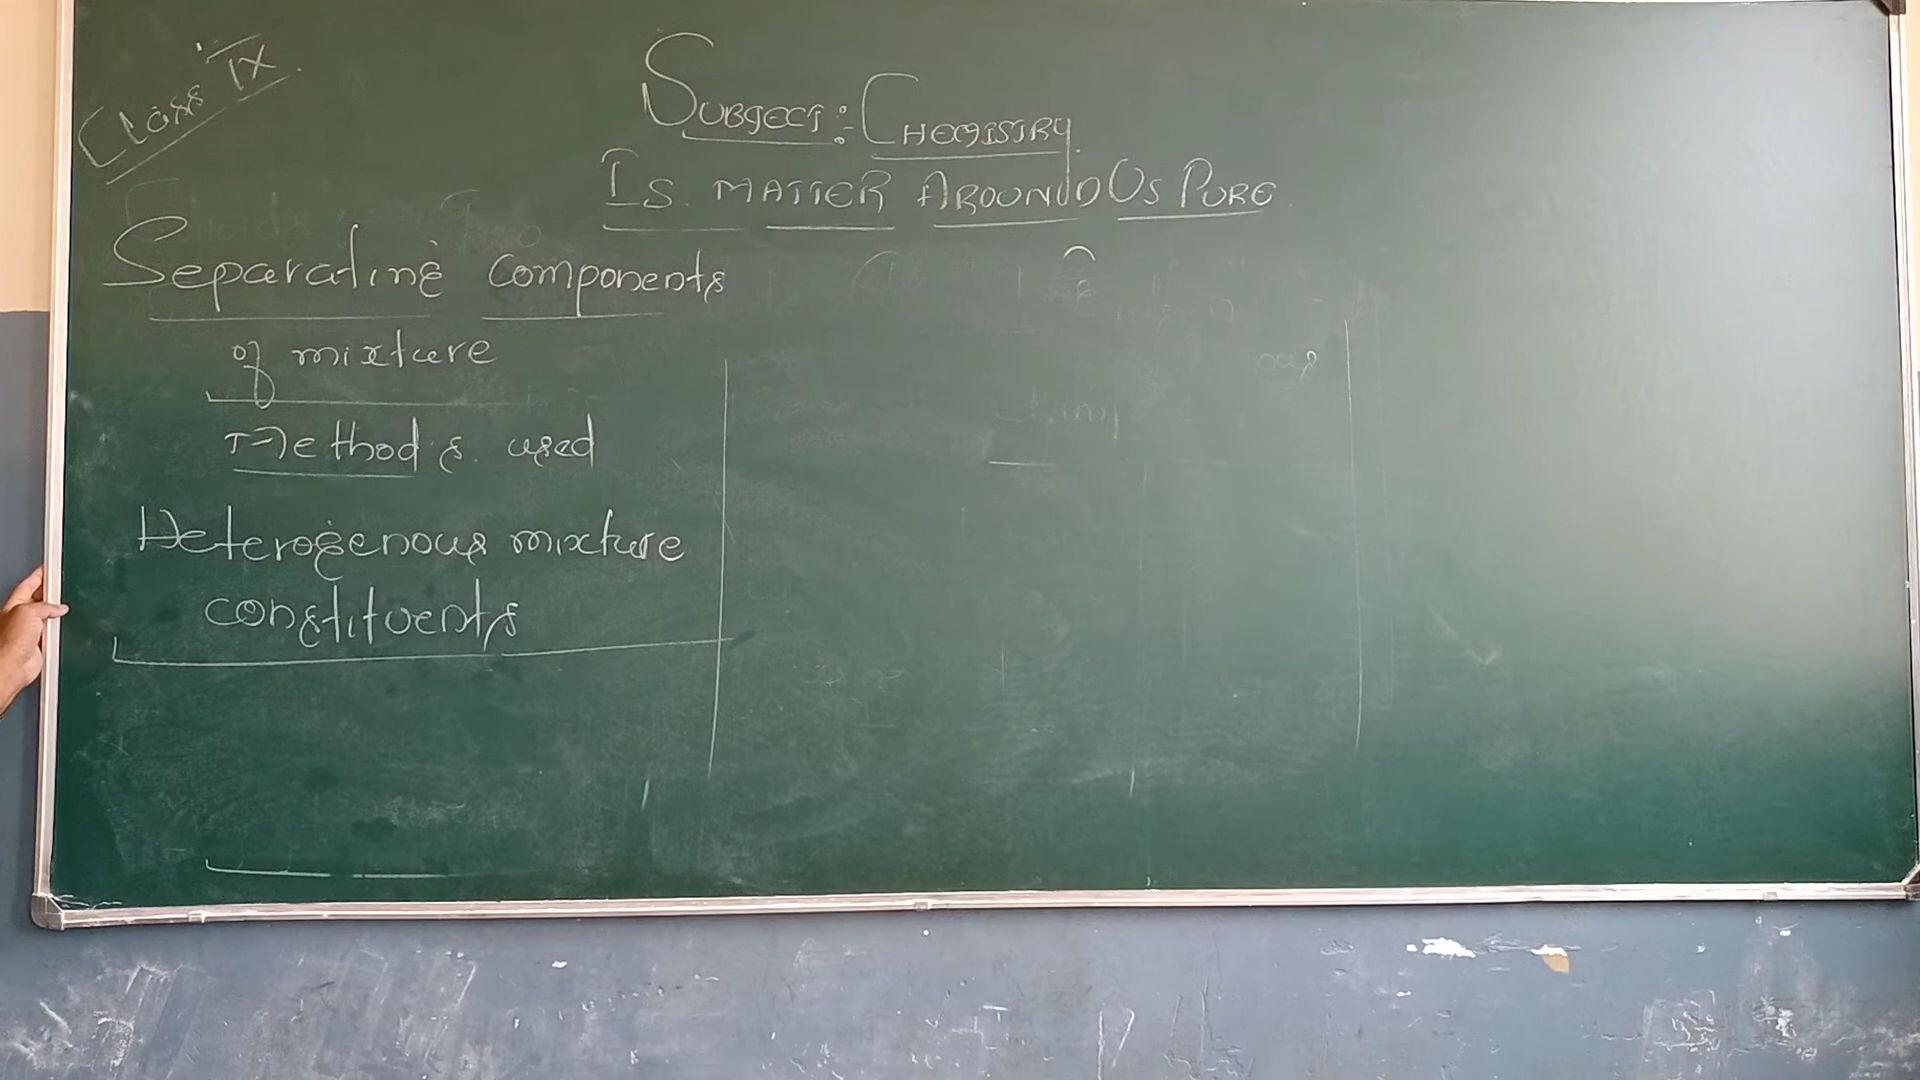 Class IX
SUBJECT:- CHEMISTRY
IS MATTER AROUND US PURE
Separating components
of mixture
Methods used
Heterogenous mixture
constituents